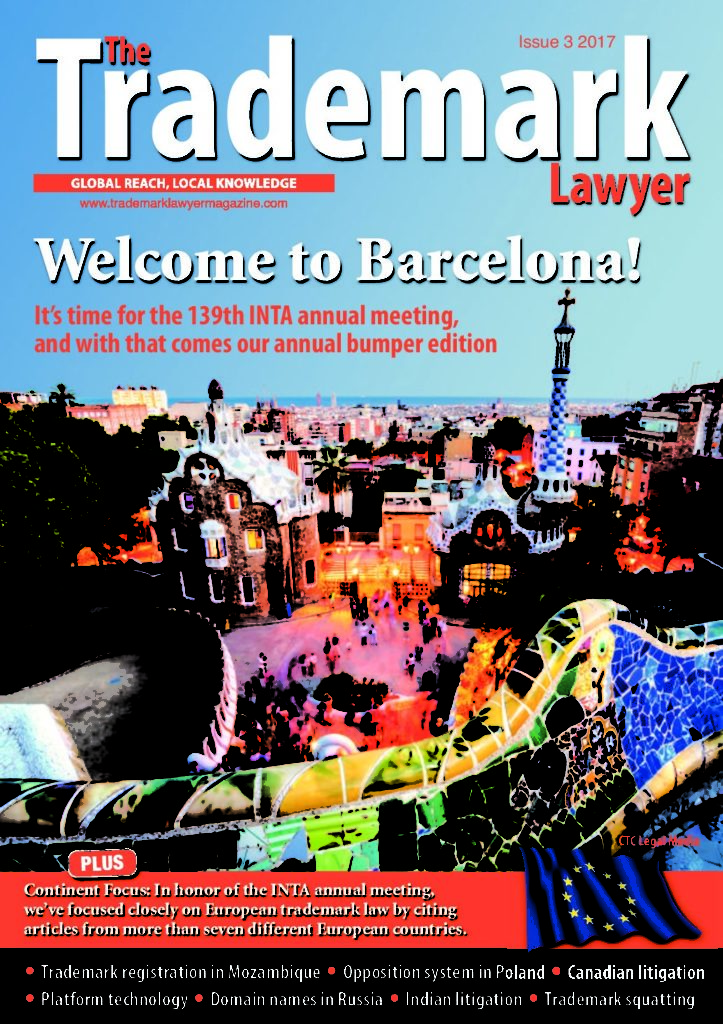 Issue 3 2017
The
Trademark
Lawyer
GLOBAL REACH, LOCAL KNOWLEDGE
www.trademarklawyermagazine.com
Welcome to Barcelona!
It's time for the 139th INTA annual meeting,
and with that comes our annual bumper edition
CTC Legal Media
PLUS
Continent Focus: In honor of the INTA annual meeting,
we've focused closely on European trademark law by citing
articles from more than seven different European countries.
• Trademark registration in Mozambique • Opposition system in Poland • Canadian litigation
• Platform technology • Domain names in Russia • Indian litigation • Trademark squatting